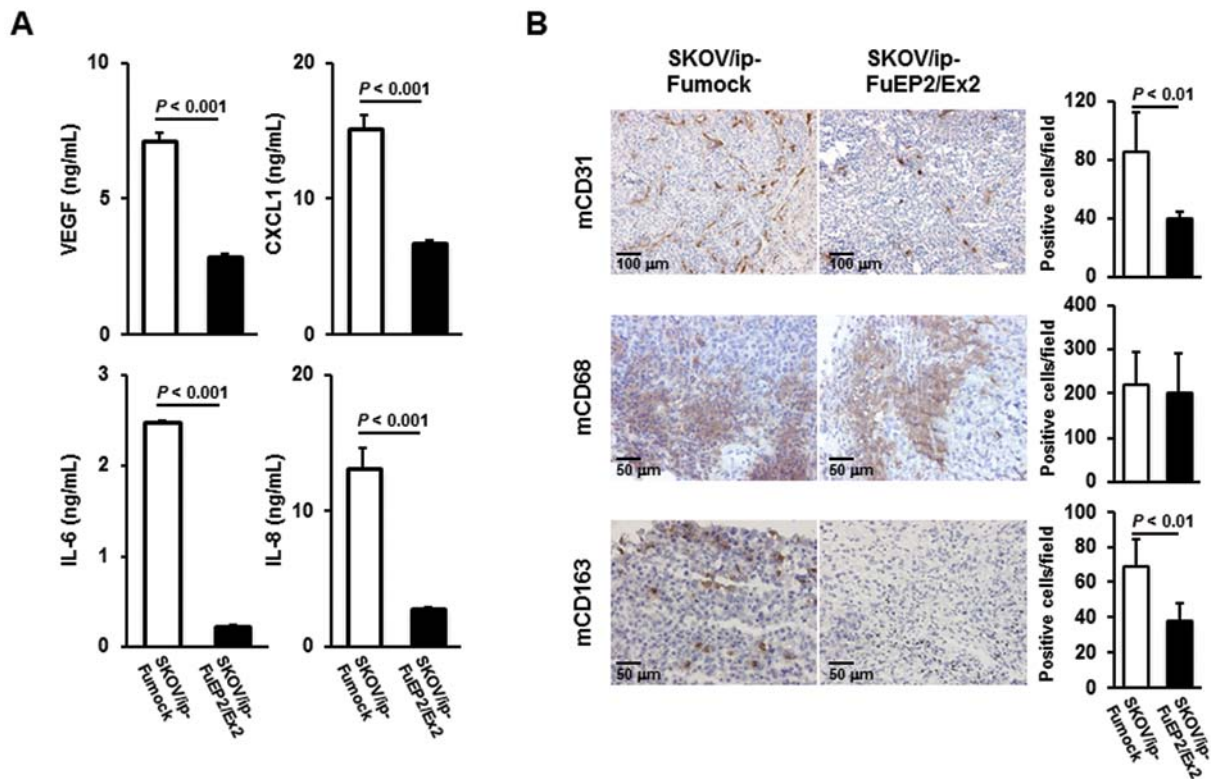 A
10
5
0
VEGF (ng/mL)
P < 0.001
20
10
0
CXCL1 (ng/mL)
P < 0.001
3
2
1
0
IL-6 (ng/mL)
P < 0.001
SKOV/ip-
Fumock
SKOV/ip-
FuEP2/Ex2
20
10
0
IL-8 (ng/mL)
P < 0.001
SKOV/ip-
Fumock
SKOV/ip-
FuEP2/Ex2
B
SKOV/ip-
Fumock
SKOV/ip-
FuEP2/Ex2
mCD31
100 µm
100 µm
Positive cells/field
120
80
40
0
P < 0.01
mCD68
50 µm
50 µm
Positive cells/field
400
300
200
100
0
mCD163
50 µm
50 µm
Positive cells/field
100
80
60
40
20
0
P < 0.01
SKOV/ip-
Fumock
SKOV/ip-
FuEP2/Ex2